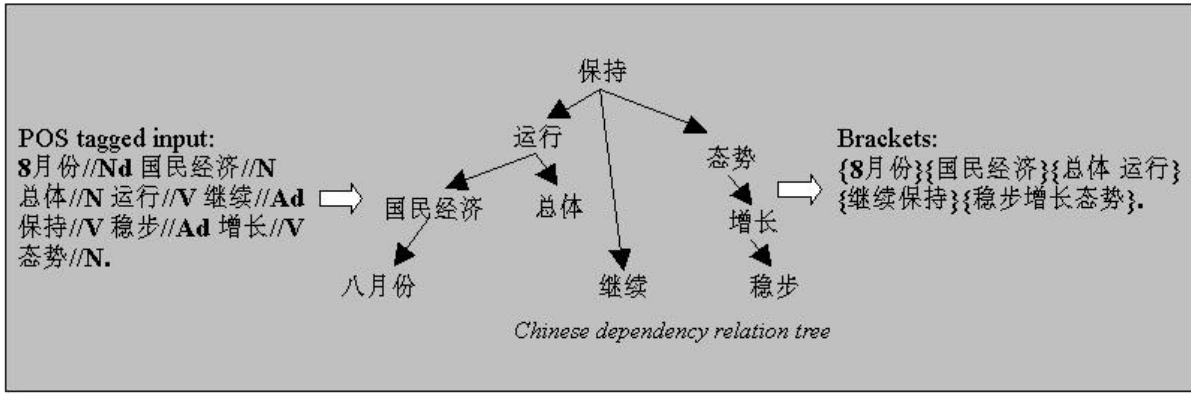 保持
POS tagged input:
8月份//Nd 国民经济//N
总体//N 运行//V 继续//Ad
保持//V 稳步//Ad 增长//V
态势//N.
运行
态势
国民经济
总体
增长
八月份
继续
稳步
Chinese dependency relation tree
Brackets:
{8月份}{国民经济}{总体 运行}
{继续保持}{稳步增长态势}.